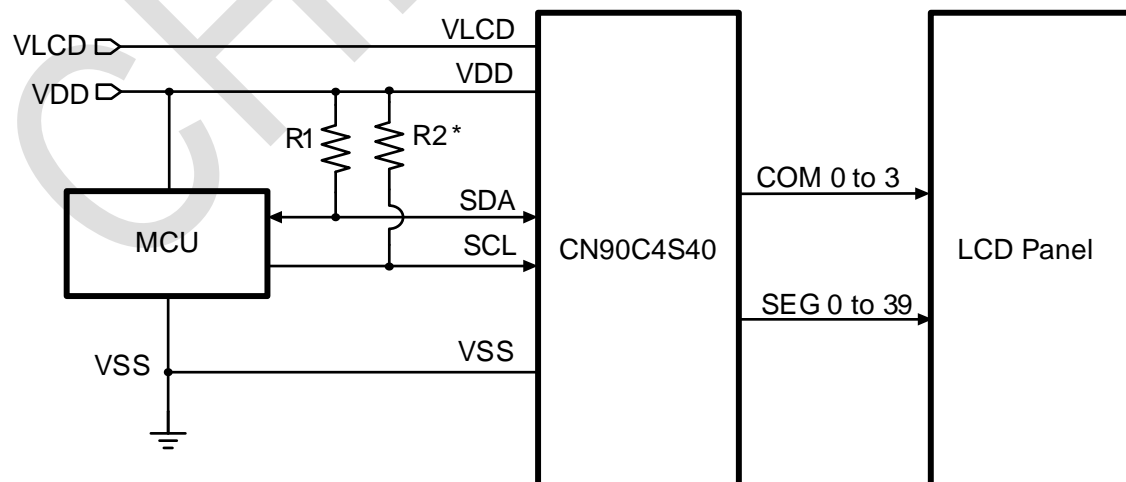 VLCD
VLCD
VDD
VDD
R1
R2*
SDA
SCL
MCU
VSS
VSS
CN90C4S40
COM 0 to 3
SEG 0 to 39
LCD Panel